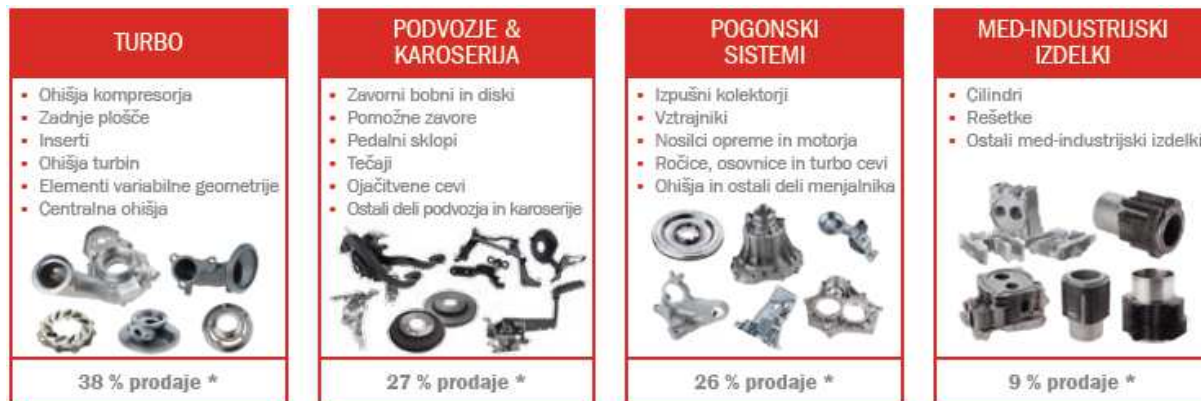 TURBO
Ohišja kompresorja
Zadnje plošče
Inserti
Ohišja turbin
Elementi variabilne geometrije
Centralna ohišja
38 % prodaje *
PODVOZJE &
KAROSERIJA
Zavorni bobni in diski
Pomožne zavore
Pedalni sklopi
Tečaji
Ojačitvene cevi
Ostali deli podvozja in karoserije
27 % prodaje *
POGONSKI
SISTEMI
Izpušni kolektorji
Vztrajniki
Nosilci opreme in motorja
Ročice, osovnice in turbo cevi
Ohišja in ostali deli menjalnika
26 % prodaje *
MED-INDUSTRIJSKI
IZDELKI
Cilindri
Rešetke
Ostali med-industrijski izdelki
9 % prodaje *